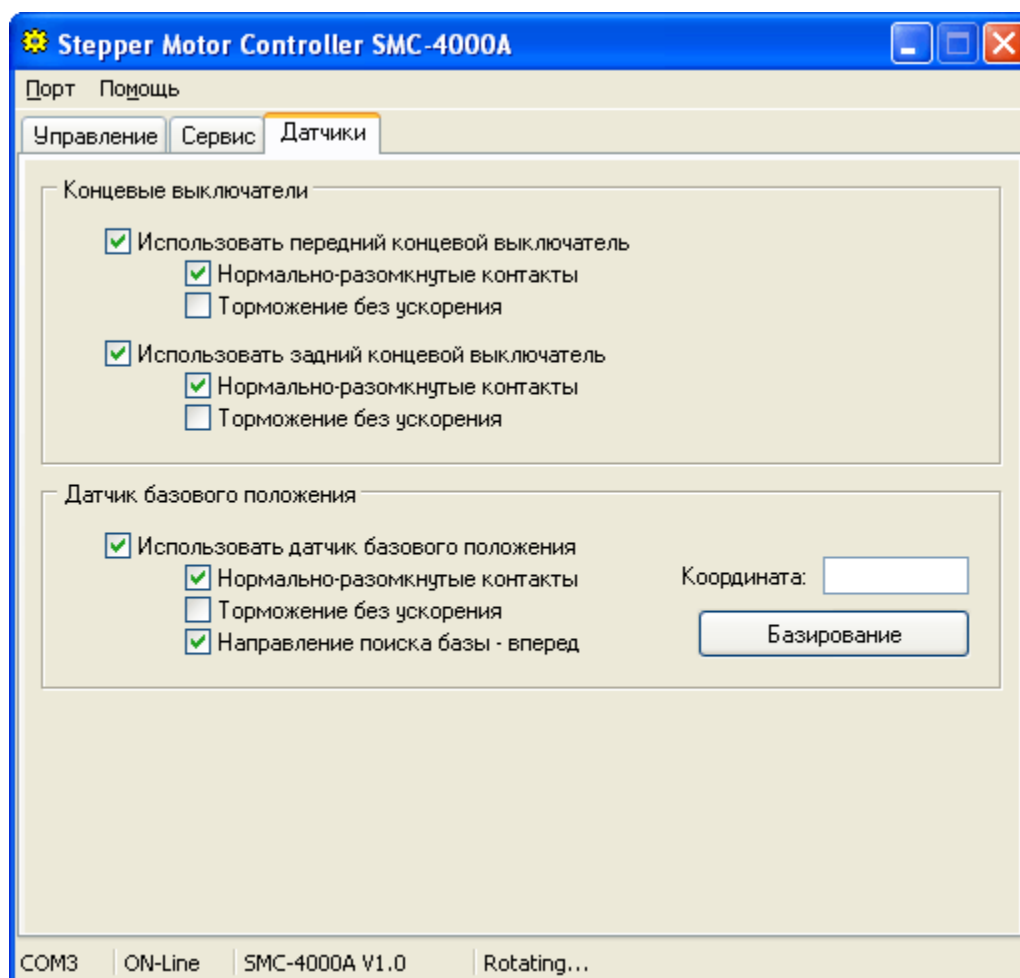 Stepper Motor Controller SMC-4000A
Порт Помощь
Управление Сервис Датчики
Концевые выключатели
Использовать передний концевой выключатель
Нормально-разомкнутые контакты
Торможение без ускорения
Использовать задний концевой выключатель
Нормально-разомкнутые контакты
Торможение без ускорения
Датчик базового положения
Использовать датчик базового положения
Нормально-разомкнутые контакты
Координата:
Торможение без ускорения
Направление поиска базы - вперед
Базирование
COM3 ON-Line SMC-4000A V1.0 Rotating...